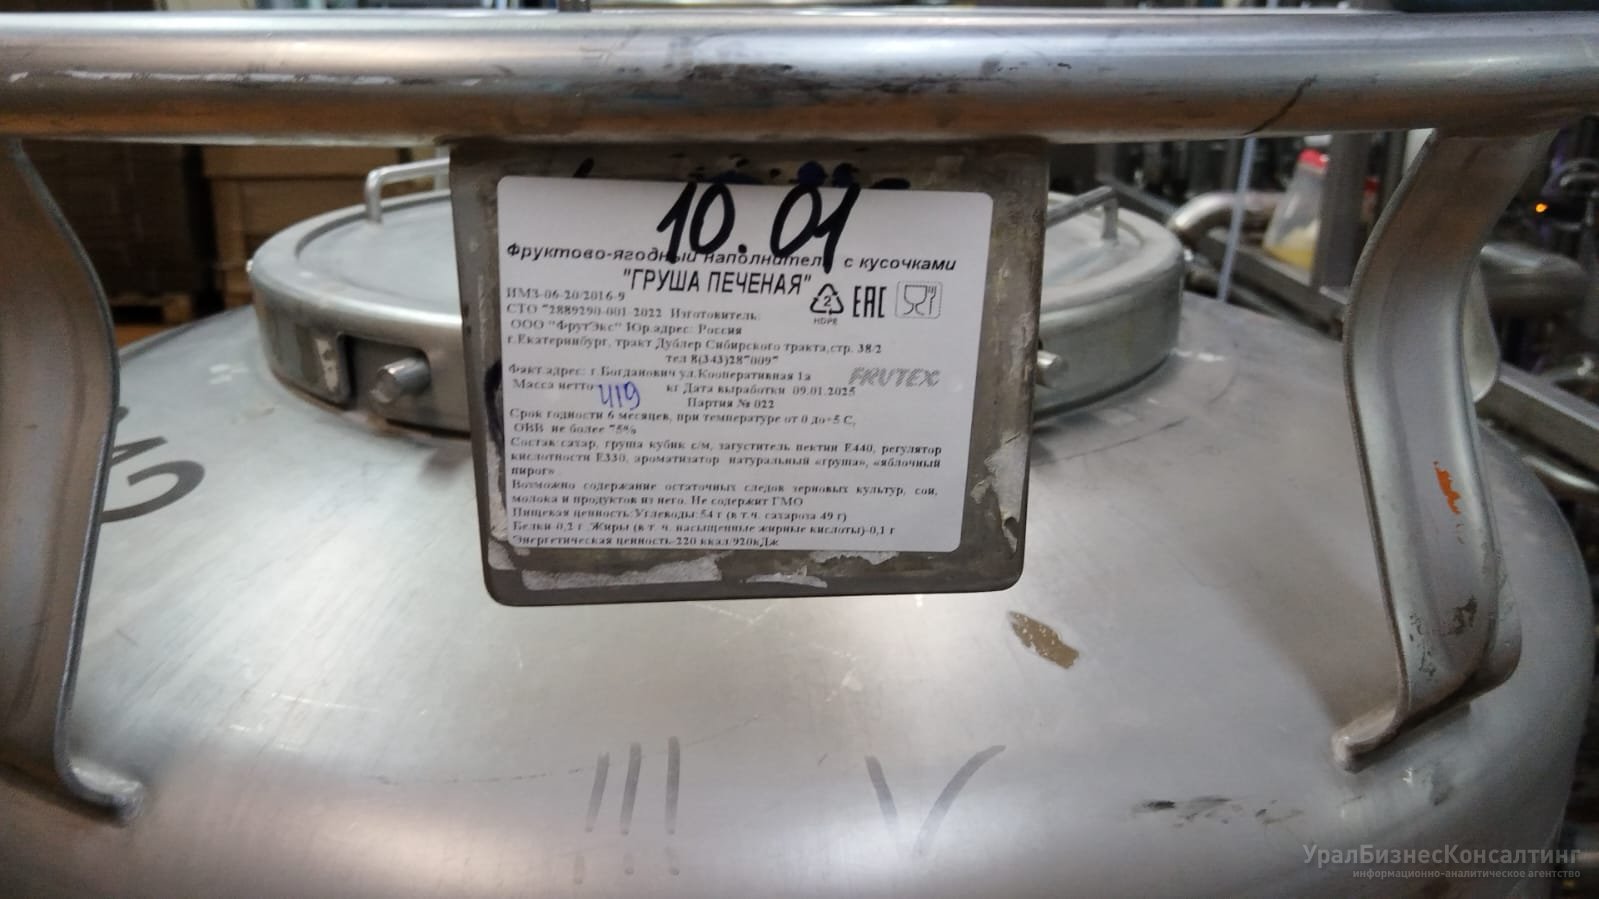 10.01
Фруктово-ягодный наполнитель с кусочками
"ГРУША ПЕЧЕНАЯ"
ПМЗ-06-20/2016-9
2 HDPE EAC
СТО 72889290-001-2022 Изготовитель:
ООО "ФрутЭкс" Юр.адрес: Россия
г.Екатеринбург, тракт Дублер Сибирского тракта,стр. 38/2
тел 8(343)2870097
Факт.адрес: г.Богданович ул.Кооперативная 1а
FRUTEX
Масса нетто 419 кг Дата выработки 09.01.2025
Партия № 022
Срок годности 6 месяцев, при температуре от 0 до+5 С,
ОВВ не более 75%
Состав:сахар, груша кубик с/м, загуститель пектин Е440, регулятор
кислотности Е330, ароматизатор натуральный «груша», «яблочный
пирог»
Возможно содержание остаточных следов зерновых культур, сои,
молока и продуктов из него. Не содержит ГМО
Пищевая ценность:Углеводы: 54 г (в т.ч. сахароза 49 г)
Белки-0,2 г .Жиры (в т. ч. насыщенные жирные кислоты)-0,1 г
Энергетическая ценность-220 ккал/920кДж
УралБизнесКонсалтинг
информационно-аналитическое агентство